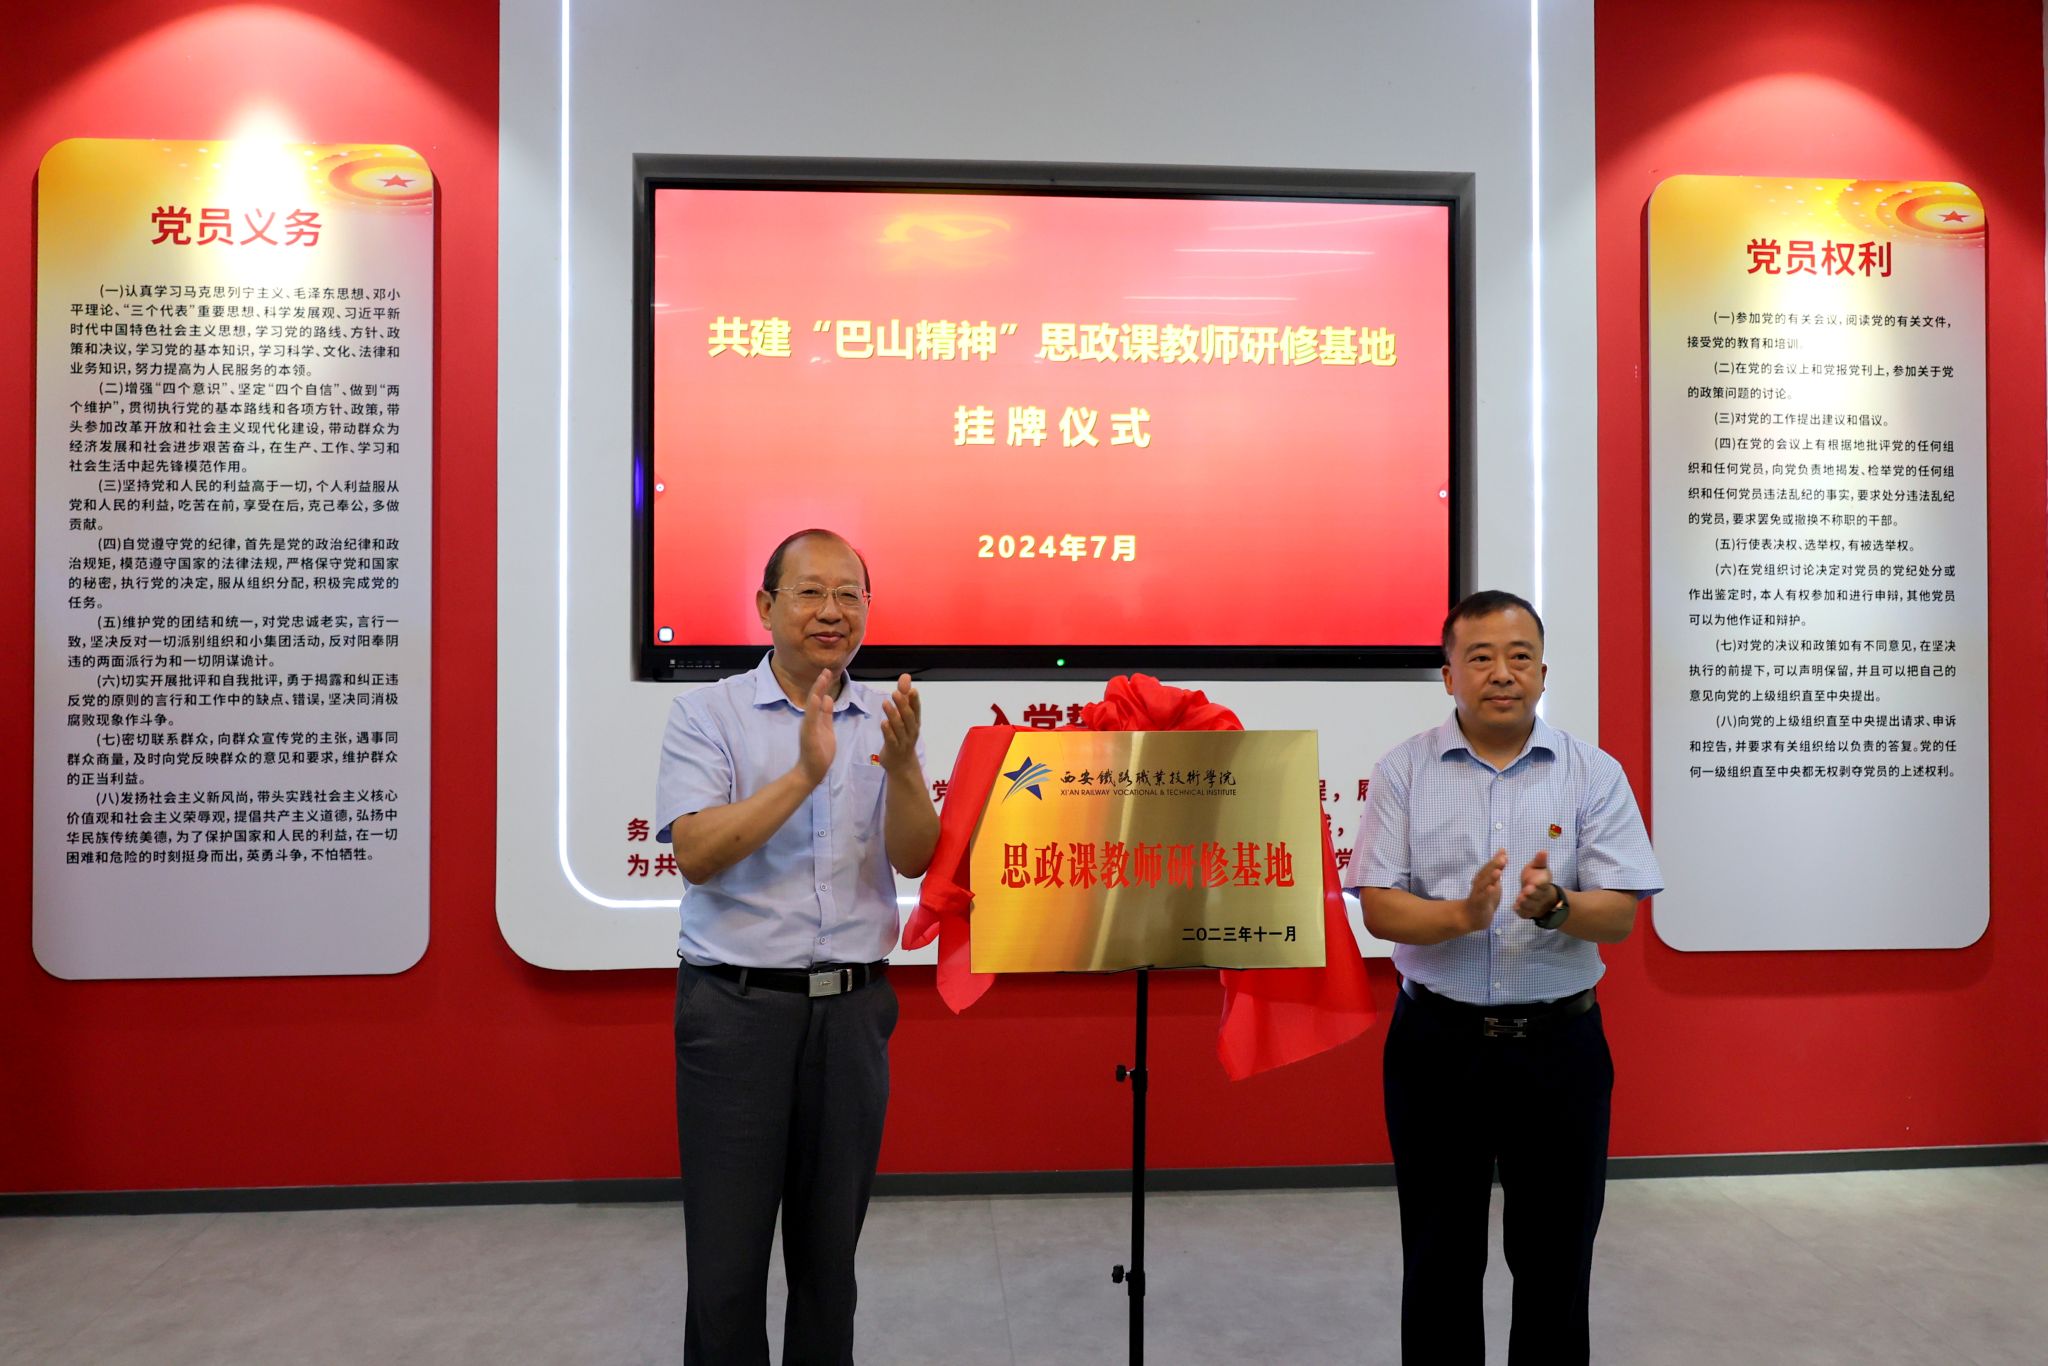 党员义务
(一)认真学习马克思列宁主义、毛泽东思想、邓小
平理论、“三个代表”重要思想、科学发展观、习近平新
时代中国特色社会主义思想,学习党的路线、方针、政
策和决议,学习党的基本知识,学习科学、文化、法律和
业务知识,努力提高为人民服务的本领。
(二)增强“四个意识”、坚定“四个自信”、做到“两
个维护”,贯彻执行党的基本路线和各项方针、政策,带
头参加改革开放和社会主义现代化建设,带动群众为
经济发展和社会进步艰苦奋斗,在生产、工作、学习和
社会生活中起先锋模范作用。
(三)坚持党和人民的利益高于一切,个人利益服从
党和人民的利益,吃苦在前,享受在后,克己奉公,多做
贡献。
(四)自觉遵守党的纪律,首先是党的政治纪律和政
治规矩,模范遵守国家的法律法规,严格保守党和国家
的秘密,执行党的决定,服从组织分配,积极完成党的
任务。
(五)维护党的团结和统一,对党忠诚老实,言行一
致,坚决反对一切派别组织和小集团活动,反对阳奉阴
违的两面派行为和一切阴谋诡计。
(六)切实开展批评和自我批评,勇于揭露和纠正违
反党的原则的言行和工作中的缺点、错误,坚决同消极
腐败现象作斗争。
(七)密切联系群众,向群众宣传党的主张,遇事同
群众商量,及时向党反映群众的意见和要求,维护群众
的正当利益。
(八)发扬社会主义新风尚,带头实践社会主义核心
价值观和社会主义荣辱观,提倡共产主义道德,弘扬中
华民族传统美德,为了保护国家和人民的利益,在一切
困难和危险的时刻挺身而出,英勇斗争,不怕牺牲。
共建“巴山精神”思政课教师研修基地
挂牌仪式
2024年7月
入党
党
程，履
务
为共
党
西安鐵路職業技術學院
XI'AN RAILWAY VOCATIONAL & TECHNICAL INSTITUTE
思政课教师研修基地
二〇二三年十一月
党员权利
(一)参加党的有关会议,阅读党的有关文件,
接受党的教育和培训。
(二)在党的会议上和党报党刊上,参加关于党
的政策问题的讨论。
(三)对党的工作提出建议和倡议。
(四)在党的会议上有根据地批评党的任何组
织和任何党员,向党负责地揭发、检举党的任何组
织和任何党员违法乱纪的事实,要求处分违法乱纪
的党员,要求罢免或撤换不称职的干部。
(五)行使表决权、选举权,有被选举权。
(六)在党组织讨论决定对党员的党纪处分或
作出鉴定时,本人有权参加和进行申辩,其他党员
可以为他作证和辩护。
(七)对党的决议和政策如有不同意见,在坚决
执行的前提下,可以声明保留,并且可以把自己的
意见向党的上级组织直至中央提出。
(八)向党的上级组织直至中央提出请求、申诉
和控告,并要求有关组织给以负责的答复。党的任
何一级组织直至中央都无权剥夺党员的上述权利。